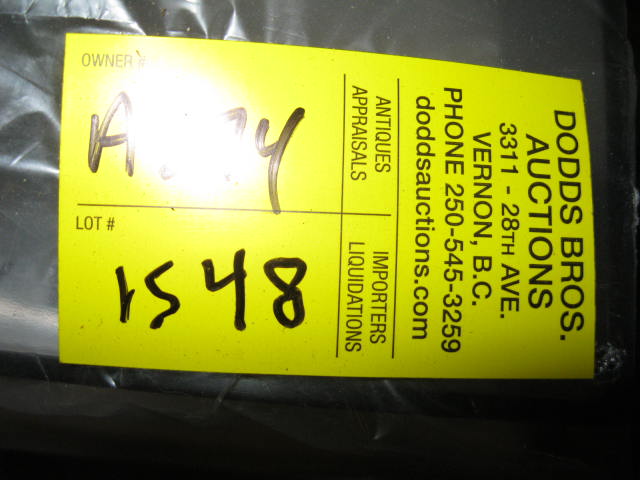 DODDS BROS.
AUCTIONS
3311 - 28TH AVE.
VERNON, B.C.
PHONE 250-545-3259
doddsauctions.com
ANTIQUES
APPRAISALS
IMPORTERS
LIQUIDATIONS
OWNER #
LOT #
1548